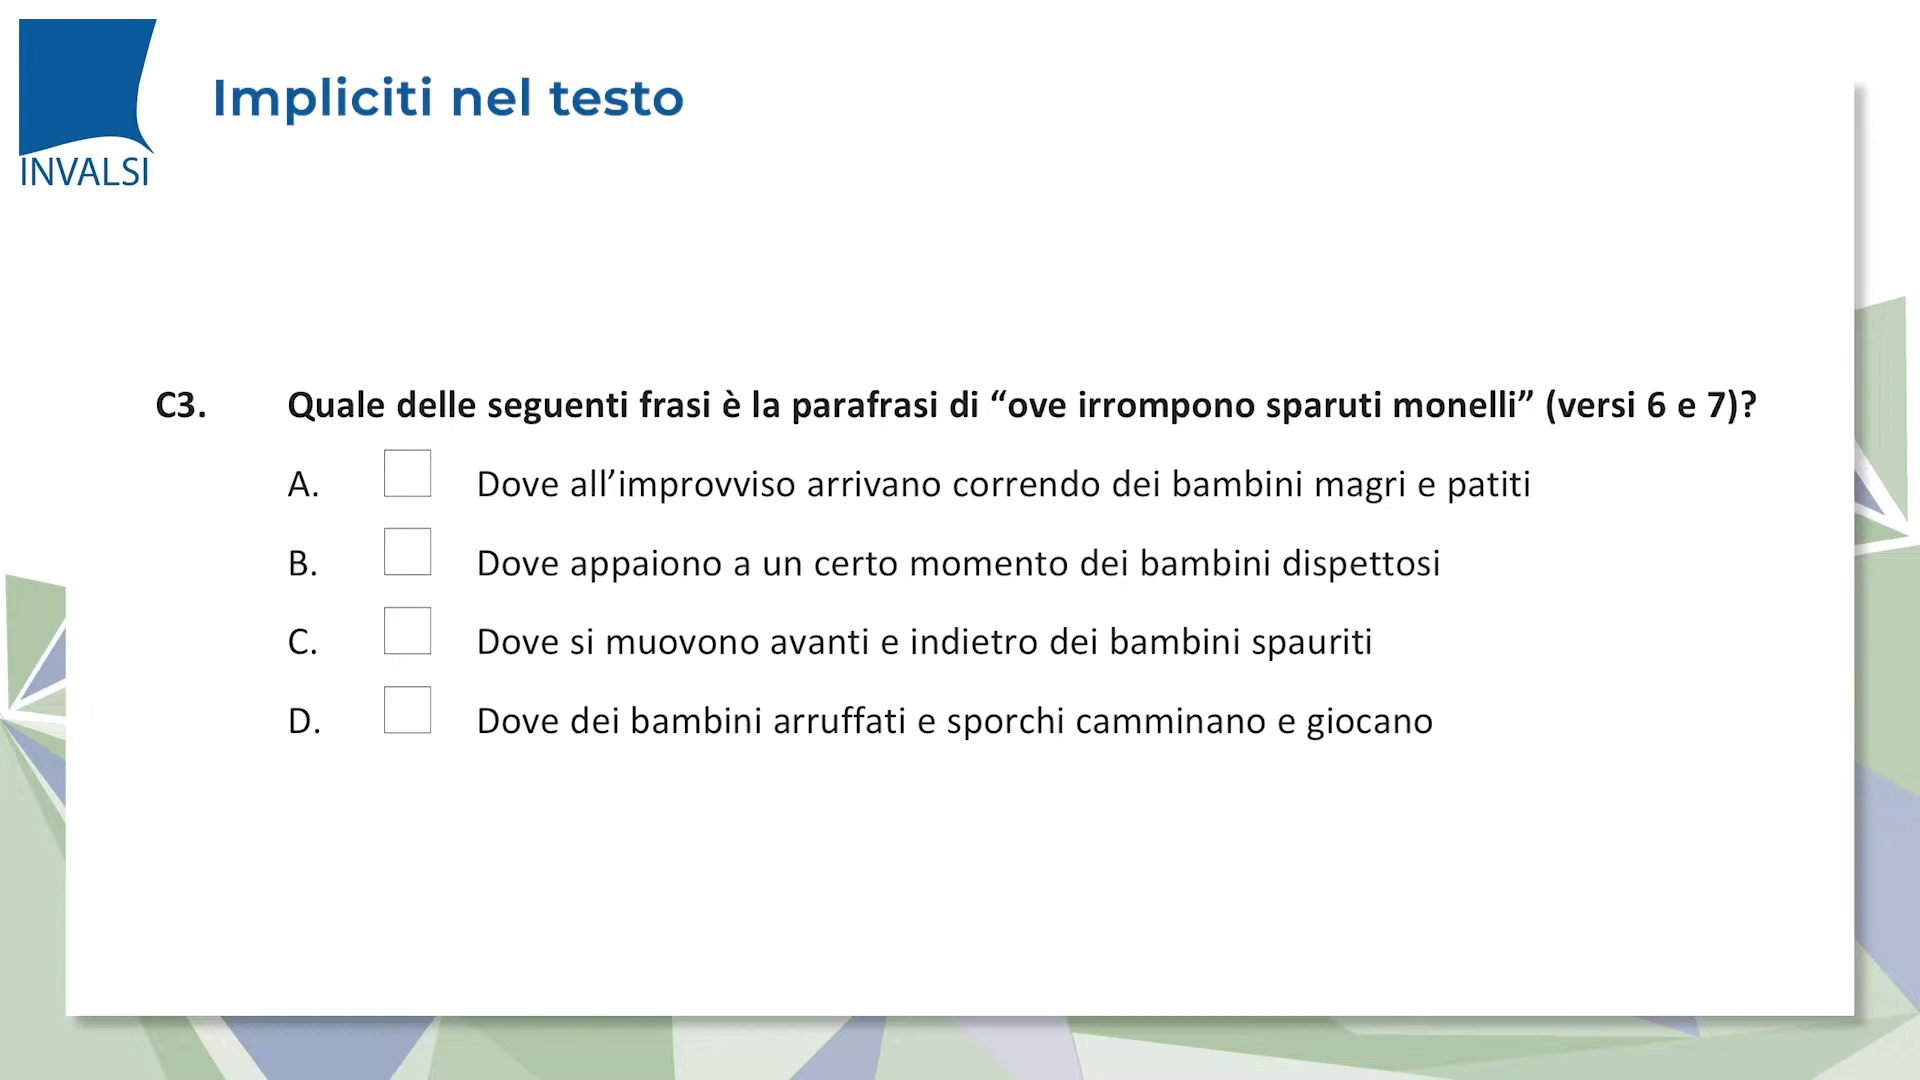 INVALSI
Impliciti nel testo
C3. Quale delle seguenti frasi è la parafrasi di “ove irrompono sparuti monelli” (versi 6 e 7)?
A. Dove all’improvviso arrivano correndo dei bambini magri e patiti
B. Dove appaiono a un certo momento dei bambini dispettosi
C. Dove si muovono avanti e indietro dei bambini spauriti
D. Dove dei bambini arruffati e sporchi camminano e giocano